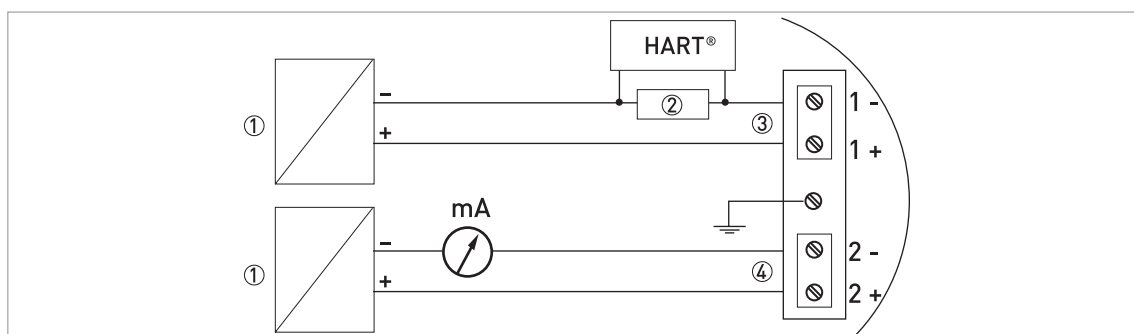 HART®
② 
① - ③ 1 -
+ 1 +
mA
① - ④ 2 -
+ 2 +